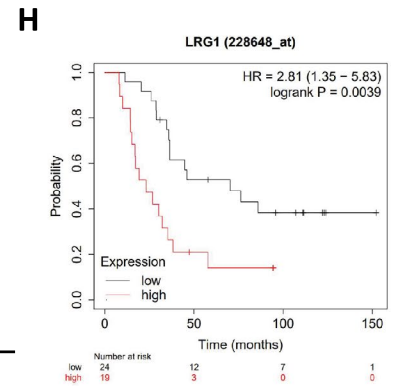 H
LRG1 (228648_at)
HR = 2.81 (1.35 − 5.83)
logrank P = 0.0039
Probability
1.0
0.8
0.6
0.4
0.2
0.0
Expression
low
high
0 50 100 150
Time (months)
Number at risk
low 24 12 7 1
high 19 3 0 0